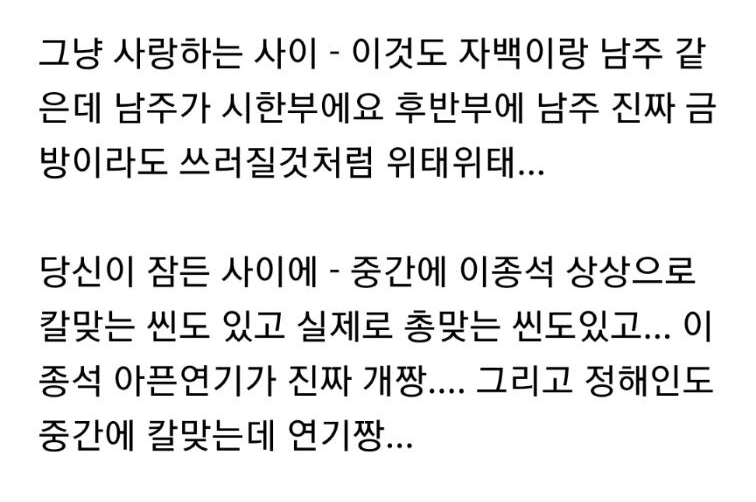 그냥 사랑하는 사이 - 이것도 자백이랑 남주 같
은데 남주가 시한부에요 후반부에 남주 진짜 금
방이라도 쓰러질것처럼 위태위태...
당신이 잠든 사이에 - 중간에 이종석 상상으로
칼맞는 씬도 있고 실제로 총맞는 씬도있고... 이
종석 아픈연기가 진짜 개짱.... 그리고 정해인도
중간에 칼맞는데 연기짱...